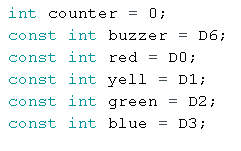 int counter = 0;
const int buzzer = D6;
const int red = D0;
const int yell = D1;
const int green = D2;
const int blue = D3;